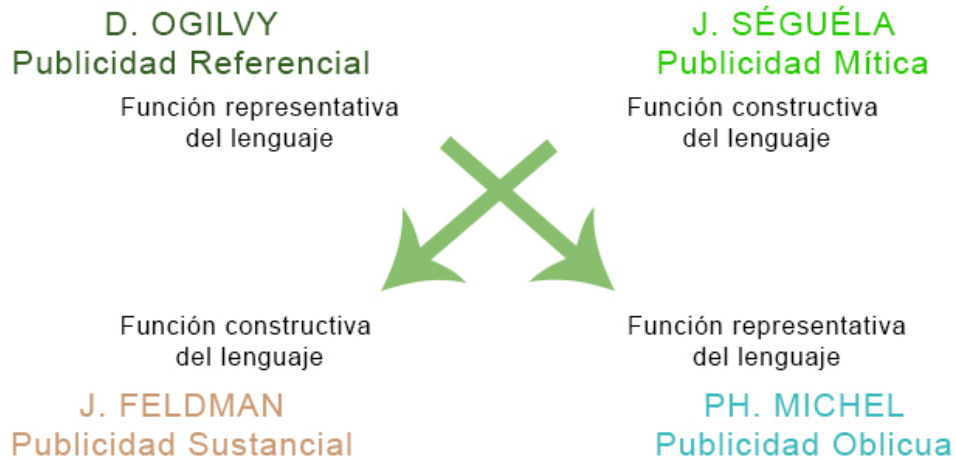 D. OGILVY
Publicidad Referencial
Función representativa
del lenguaje
J. SÉGUÉLA
Publicidad Mítica
Función constructiva
del lenguaje
Función constructiva
del lenguaje
J. FELDMAN
Publicidad Sustancial
Función representativa
del lenguaje
PH. MICHEL
Publicidad Oblicua